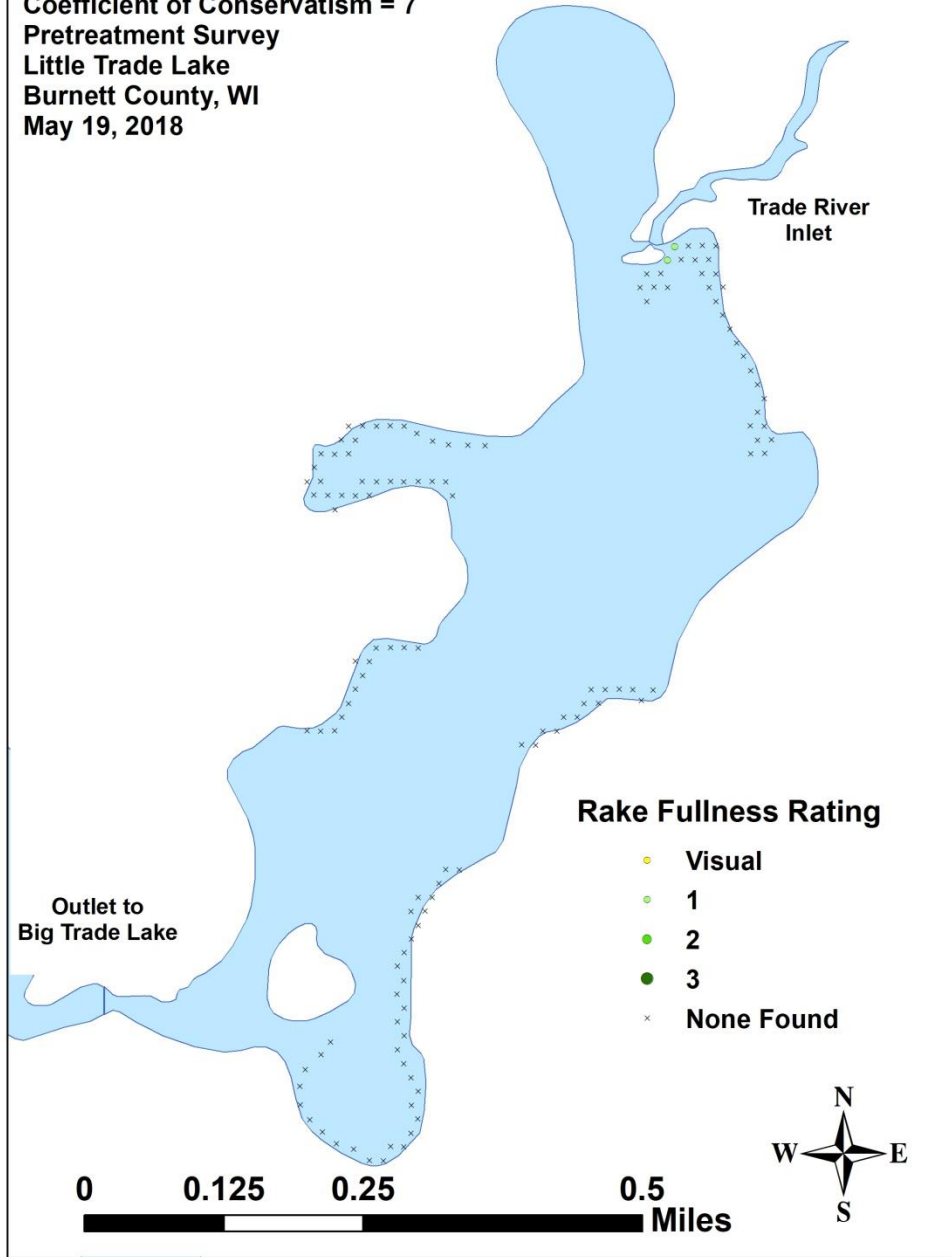 Coefficient of Conservatism = 7
Pretreatment Survey
Little Trade Lake
Burnett County, WI
May 19, 2018
Trade River
Inlet
Rake Fullness Rating
Visual
1
2
3
None Found
Outlet to
Big Trade Lake
N
W E
S
0 0.125 0.25 0.5
Miles